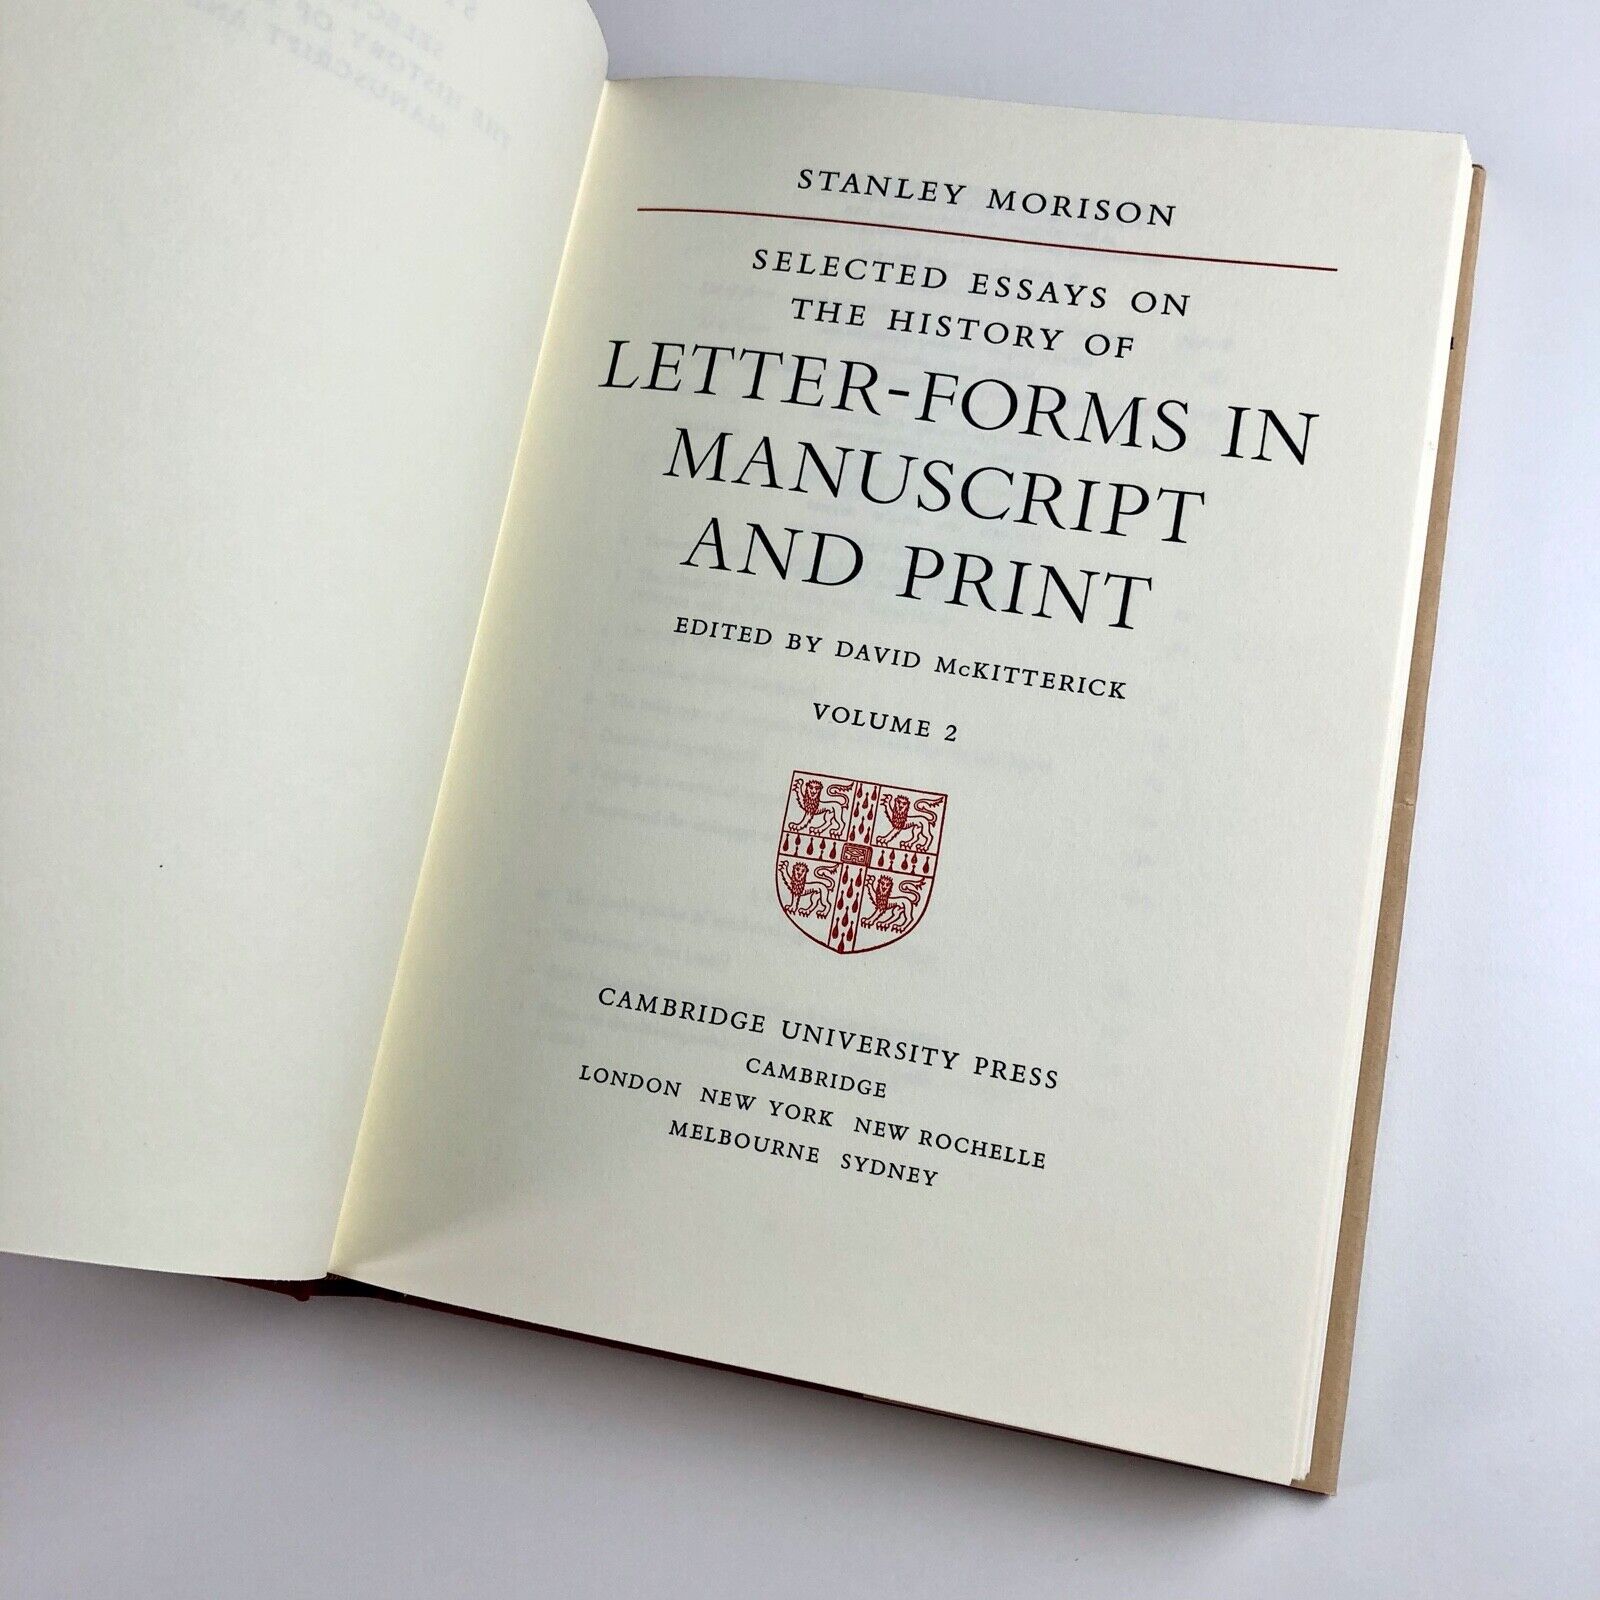 STANLEY MORISON
SELECTED ESSAYS ON
THE HISTORY OF
LETTER-FORMS IN
MANUSCRIPT
AND PRINT
EDITED BY DAVID McKITTERICK
VOLUME 2
CAMBRIDGE UNIVERSITY PRESS
CAMBRIDGE
LONDON NEW YORK NEW ROCHELLE
MELBOURNE SYDNEY